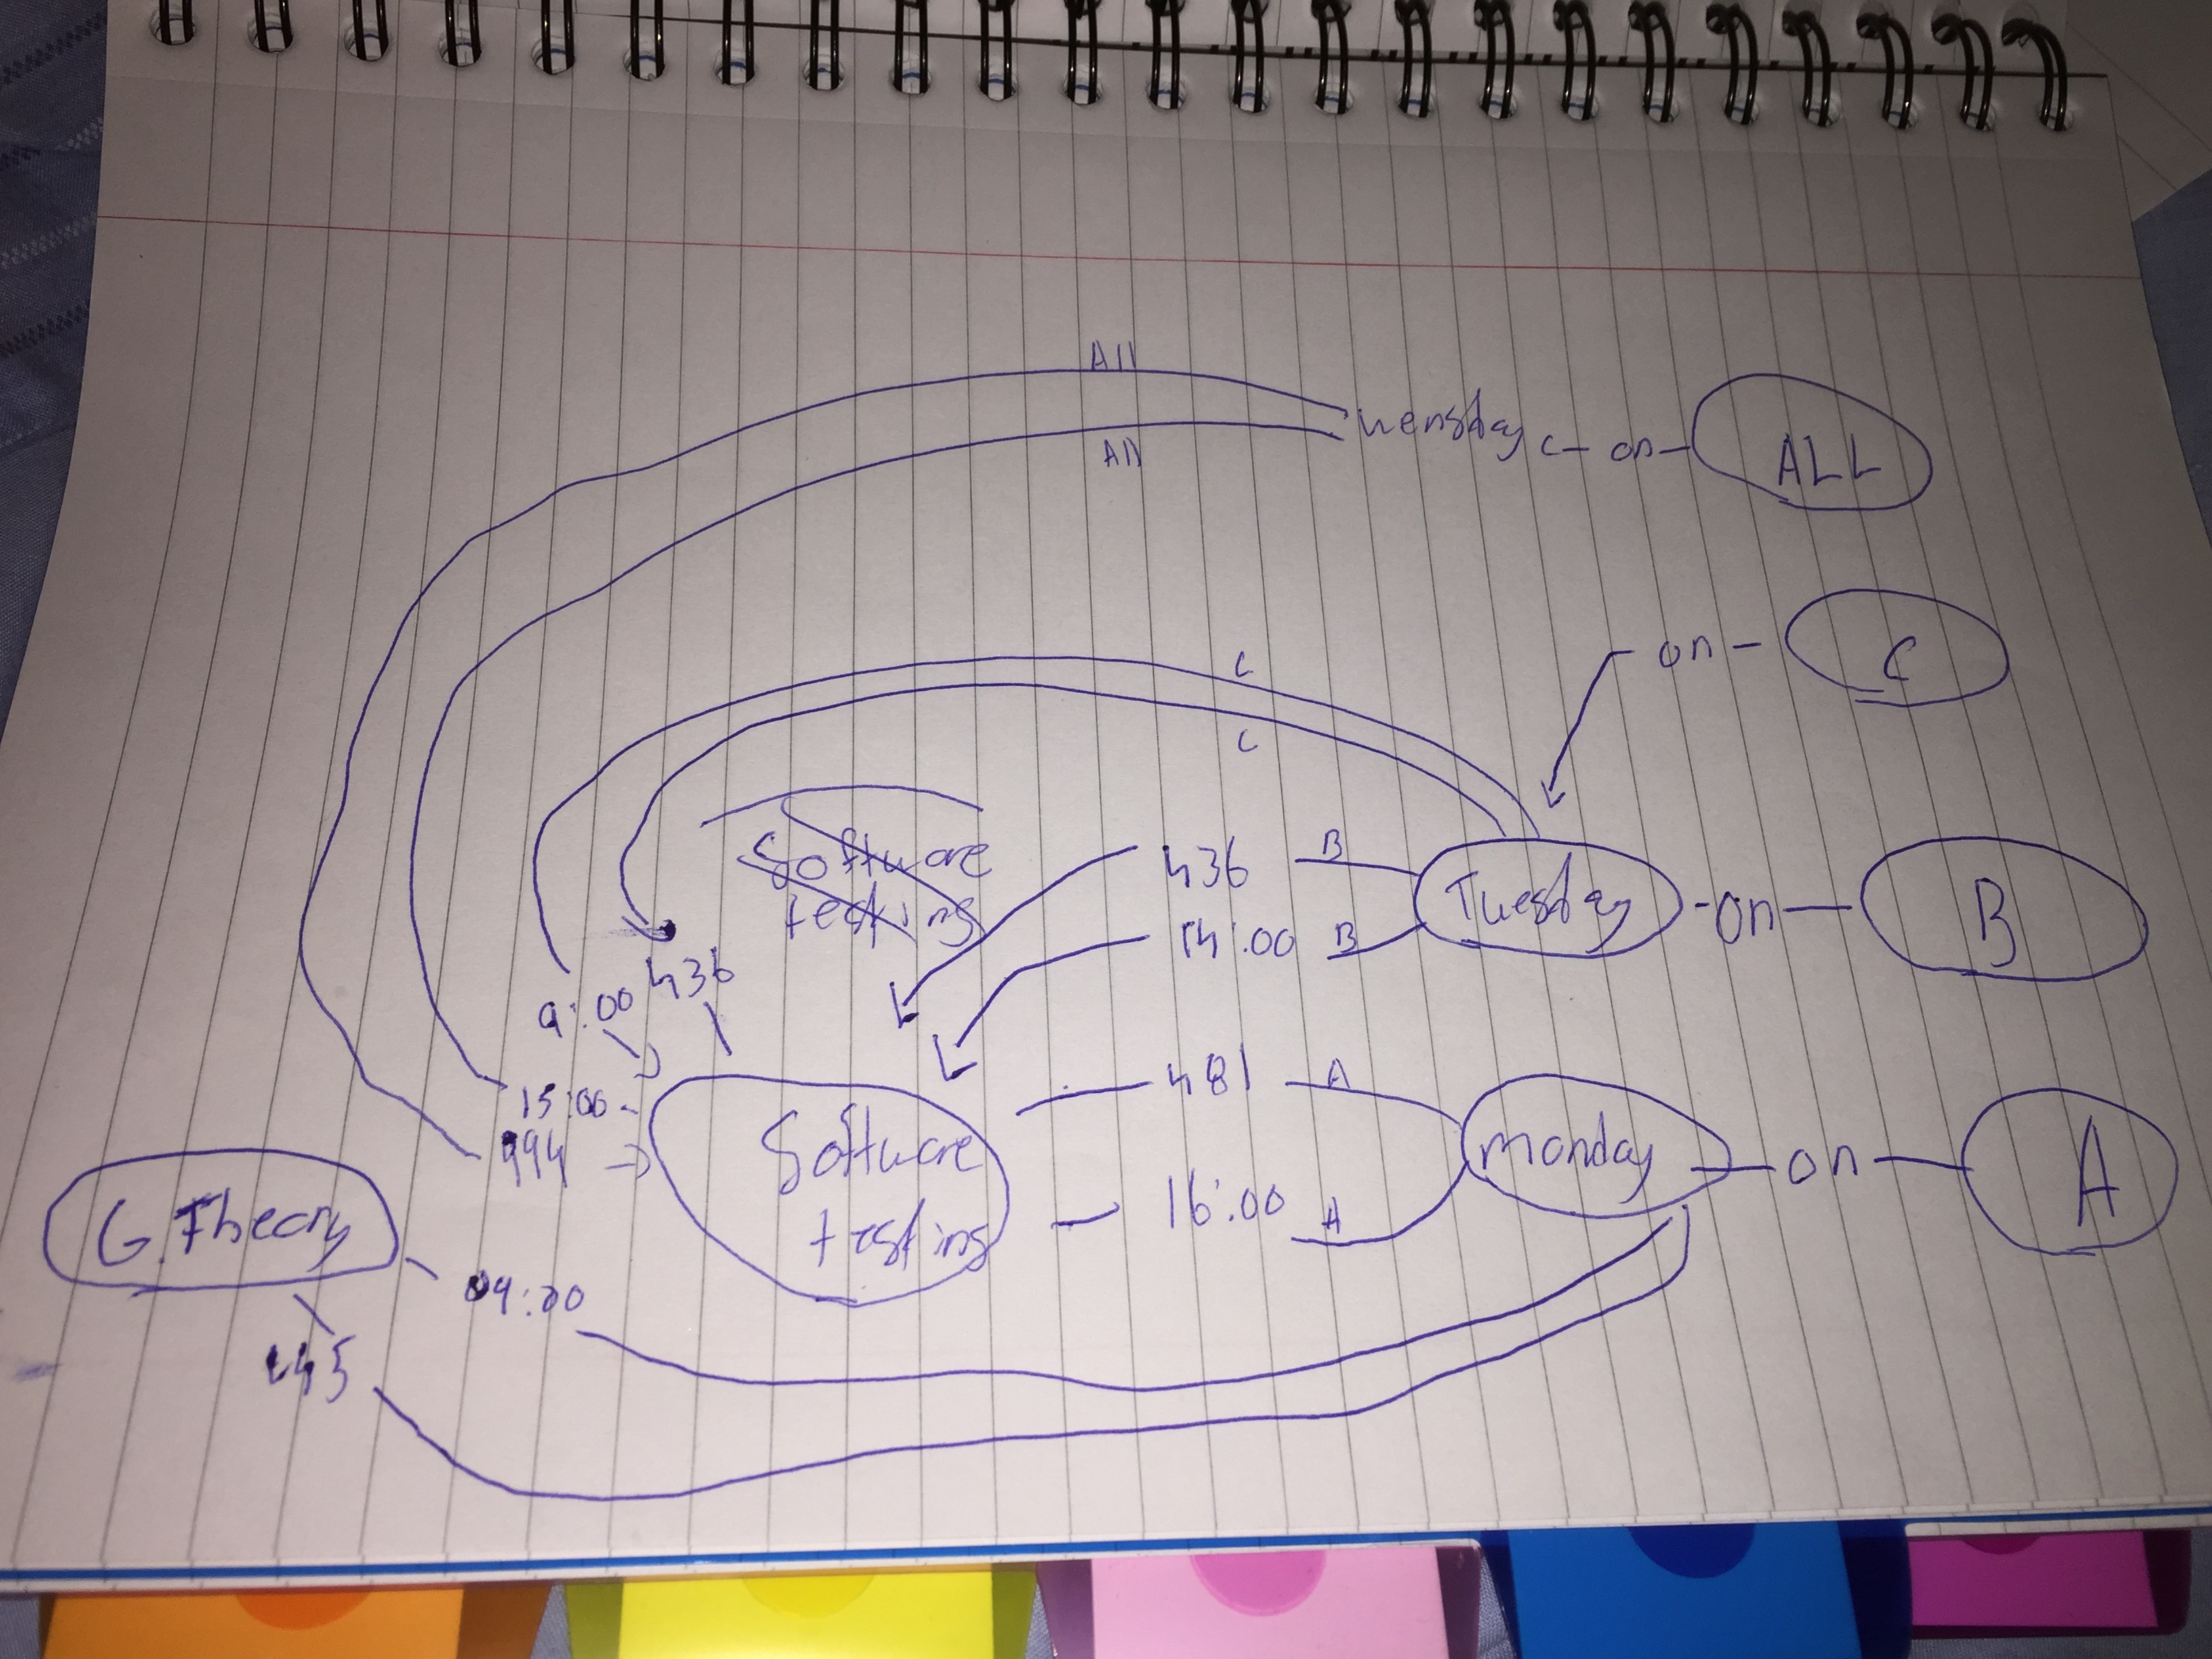 All
Wensday <- on - ALL
All
on - C
C
C
Software
testing
436 B Tuesday - on - B
14:00 B
9:00 436
15:00
994
481 A Monday - on - A
Software
testing
16:00 A
G.Theory
09:00